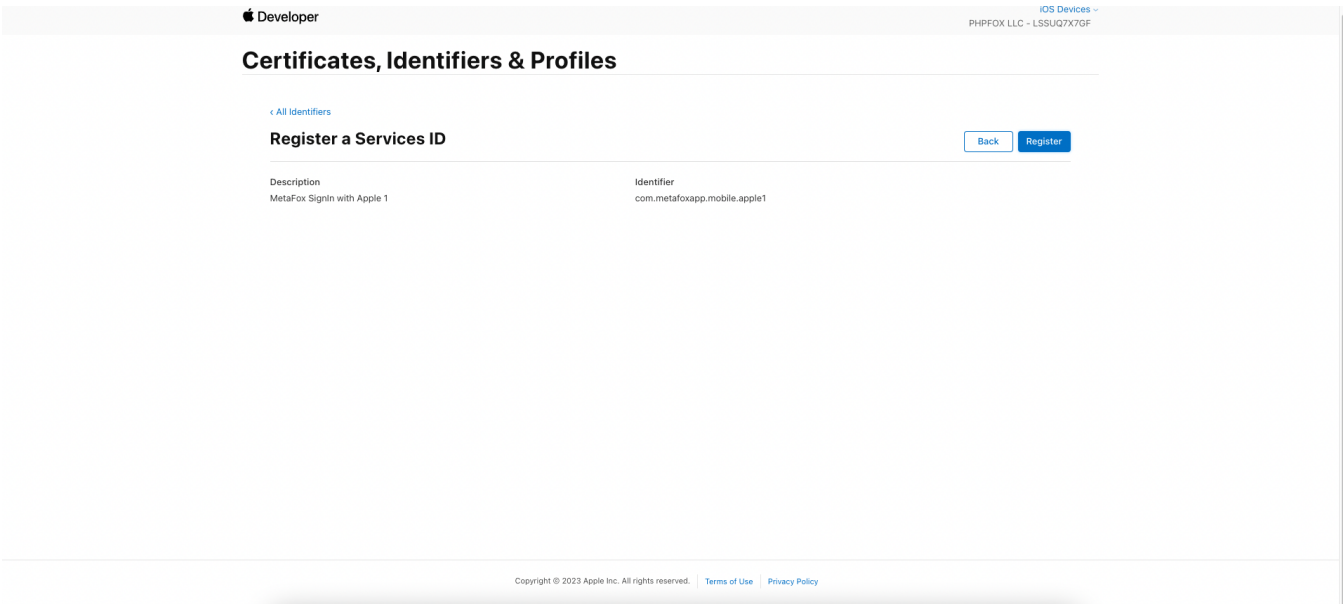 Developer
iOS Devices
PHPFOX LLC - LSSUQ7X7GF
Certificates, Identifiers & Profiles
‹ All Identifiers
Register a Services ID
Back
Register
Description
Identifier
MetaFox SignIn with Apple 1
com.metafoxapp.mobile.apple1
Copyright © 2023 Apple Inc. All rights reserved.
Terms of Use
Privacy Policy